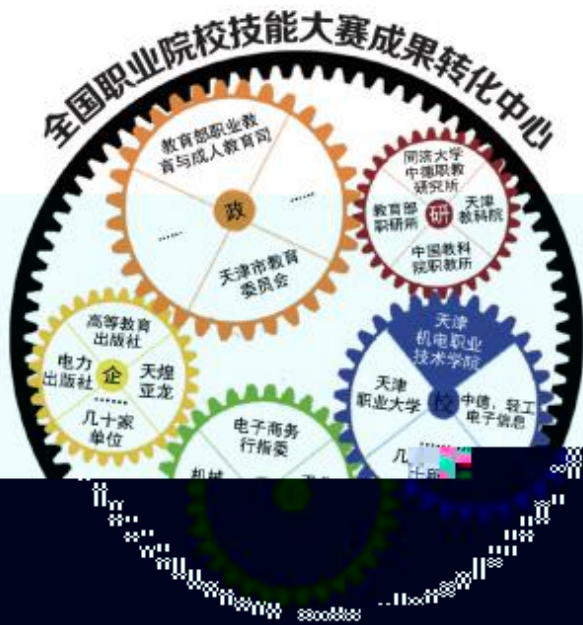 全国职业院校技能大赛成果转化中心
教育部职业教
育与成人教育司
政
......
......
天津市教育
委员会
同济大学
中德职教
研究所
教育部
职研所
研
天津
教科院
中国教科
院职教所
高等教育
出版社
电力
出版社
企
天煌
亚龙
......
几十家
单位
天津
机电职业
技术学院
天津
职业大学
校
中德，轻工
电子信息
......
电子商务
行指委
机械